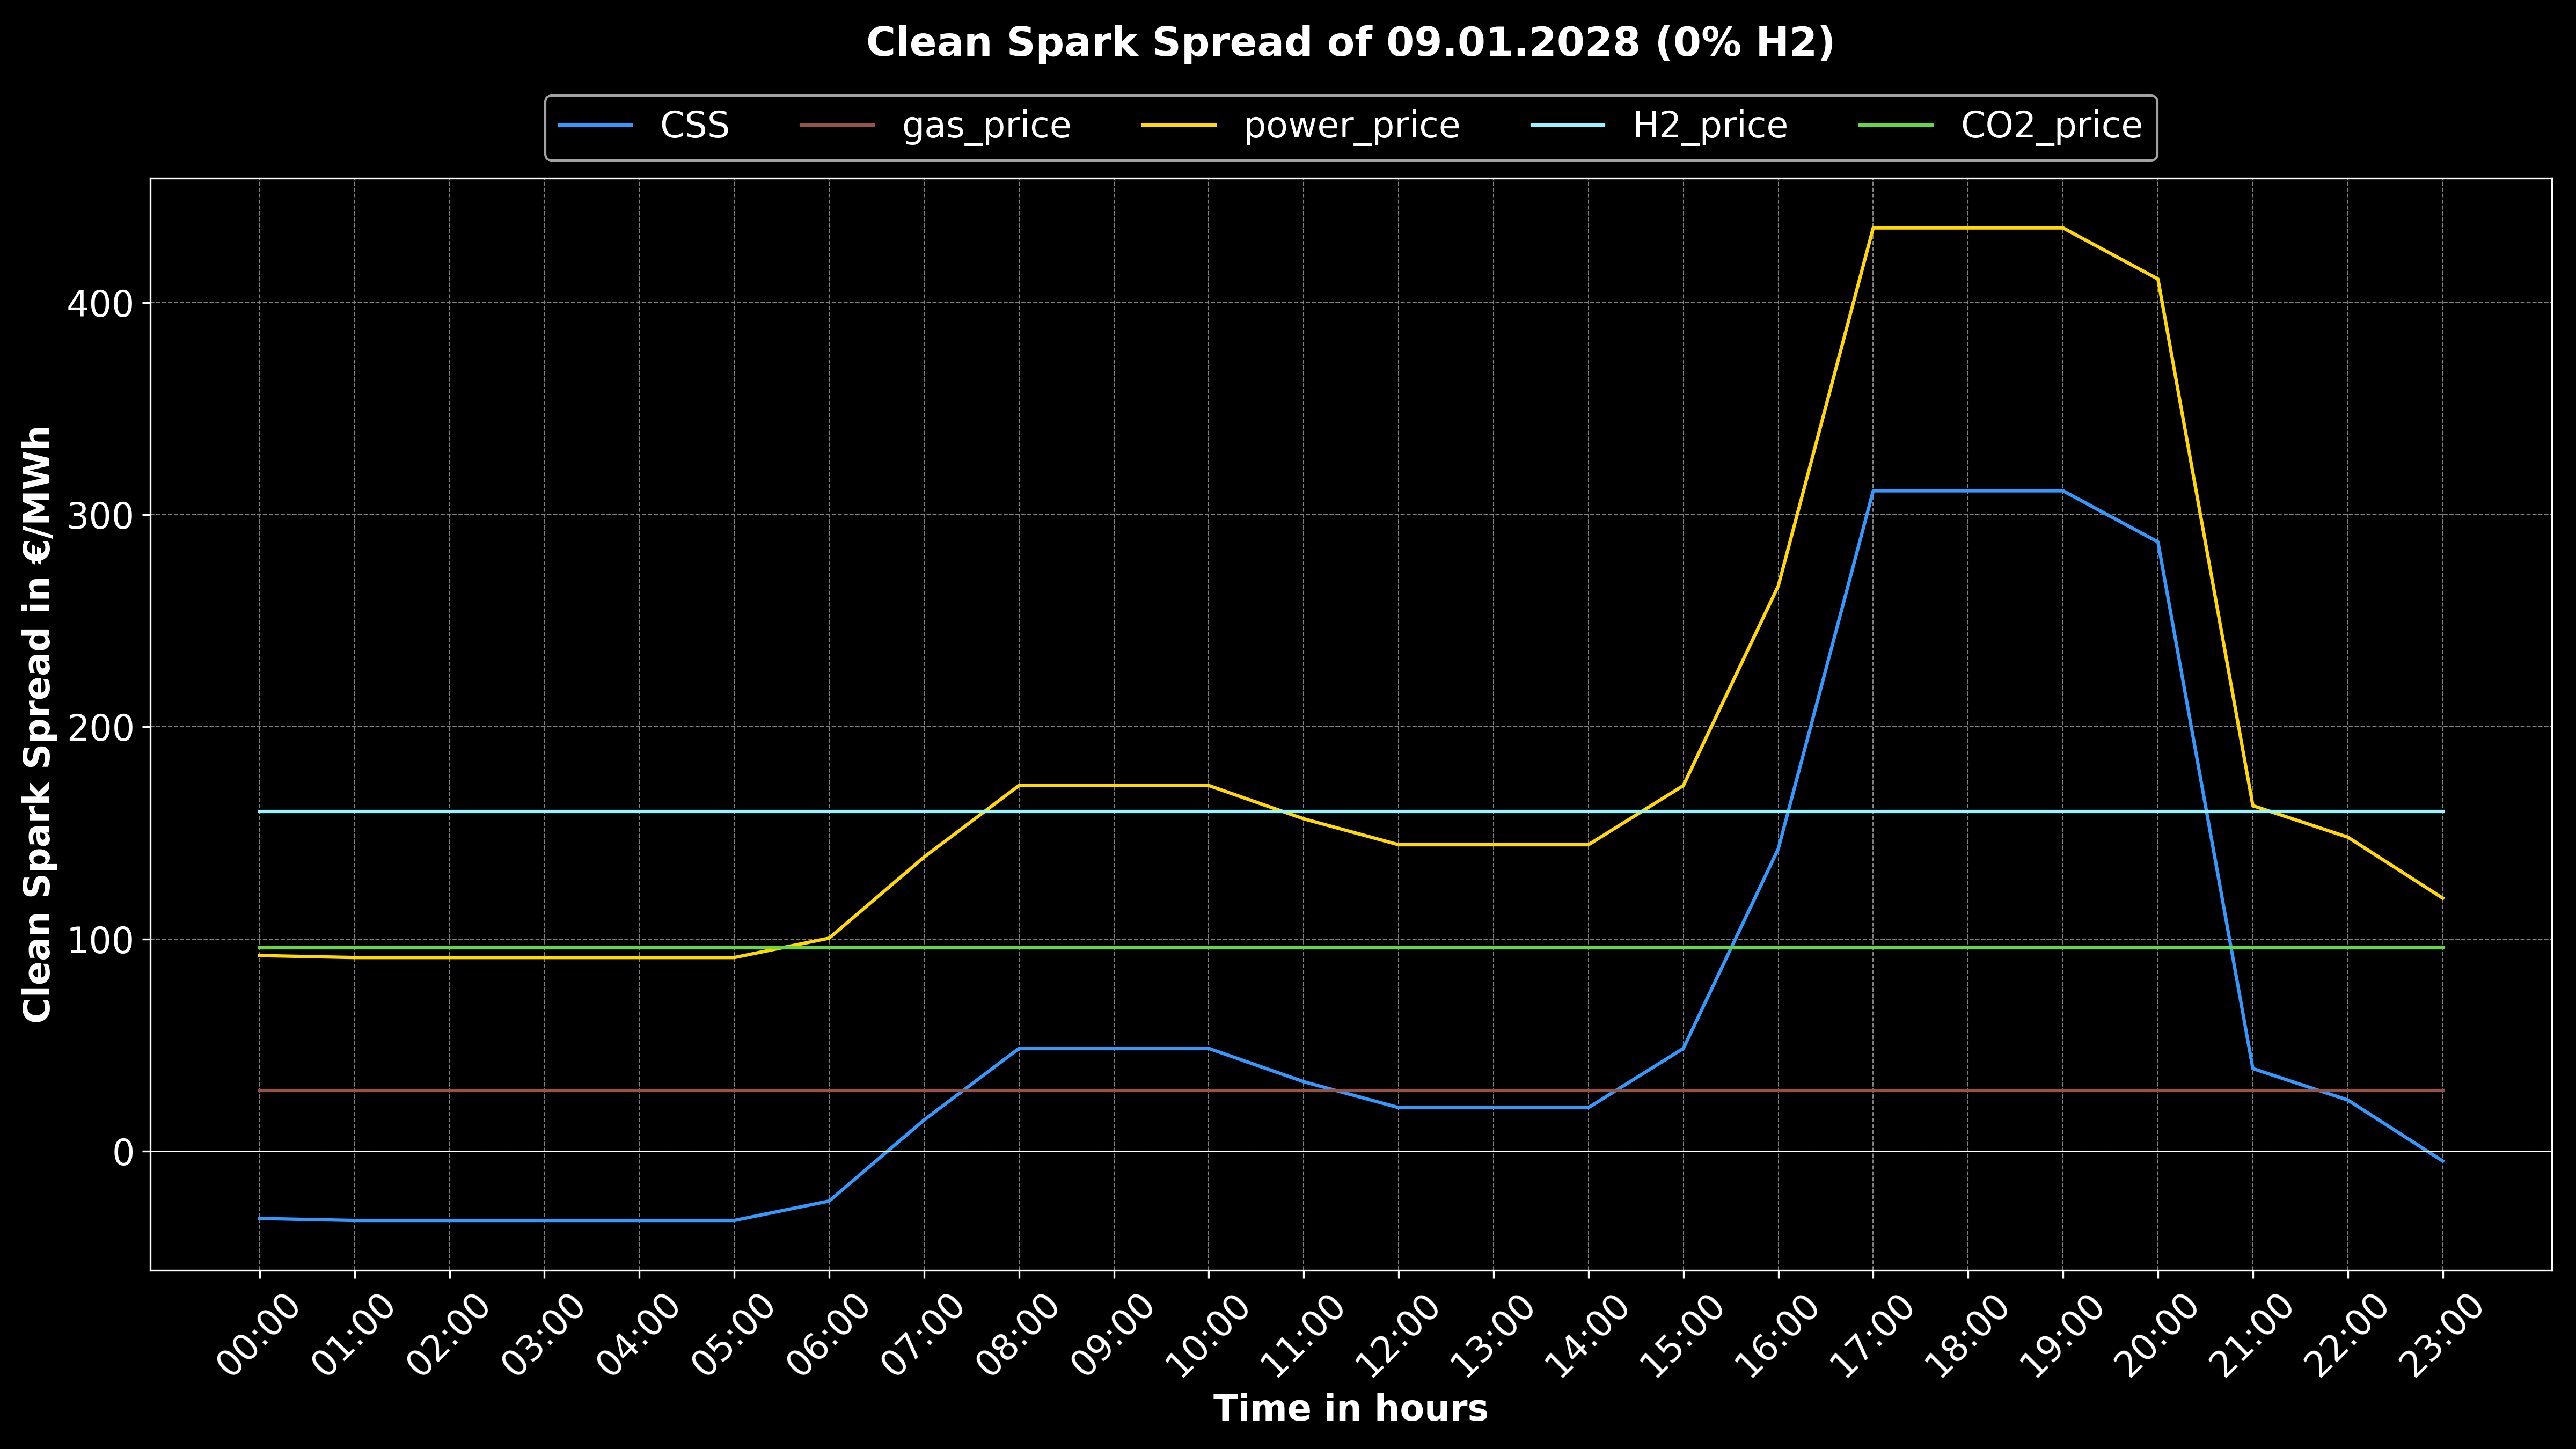 Clean Spark Spread of 09.01.2028 (0% H2)
CSS gas_price power_price H2_price CO2_price
Clean Spark Spread in €/MWh
400
300
200
100
0
00:00 01:00 02:00 03:00 04:00 05:00 06:00 07:00 08:00 09:00 10:00 11:00 12:00 13:00 14:00 15:00 16:00 17:00 18:00 19:00 20:00 21:00 22:00 23:00
Time in hours